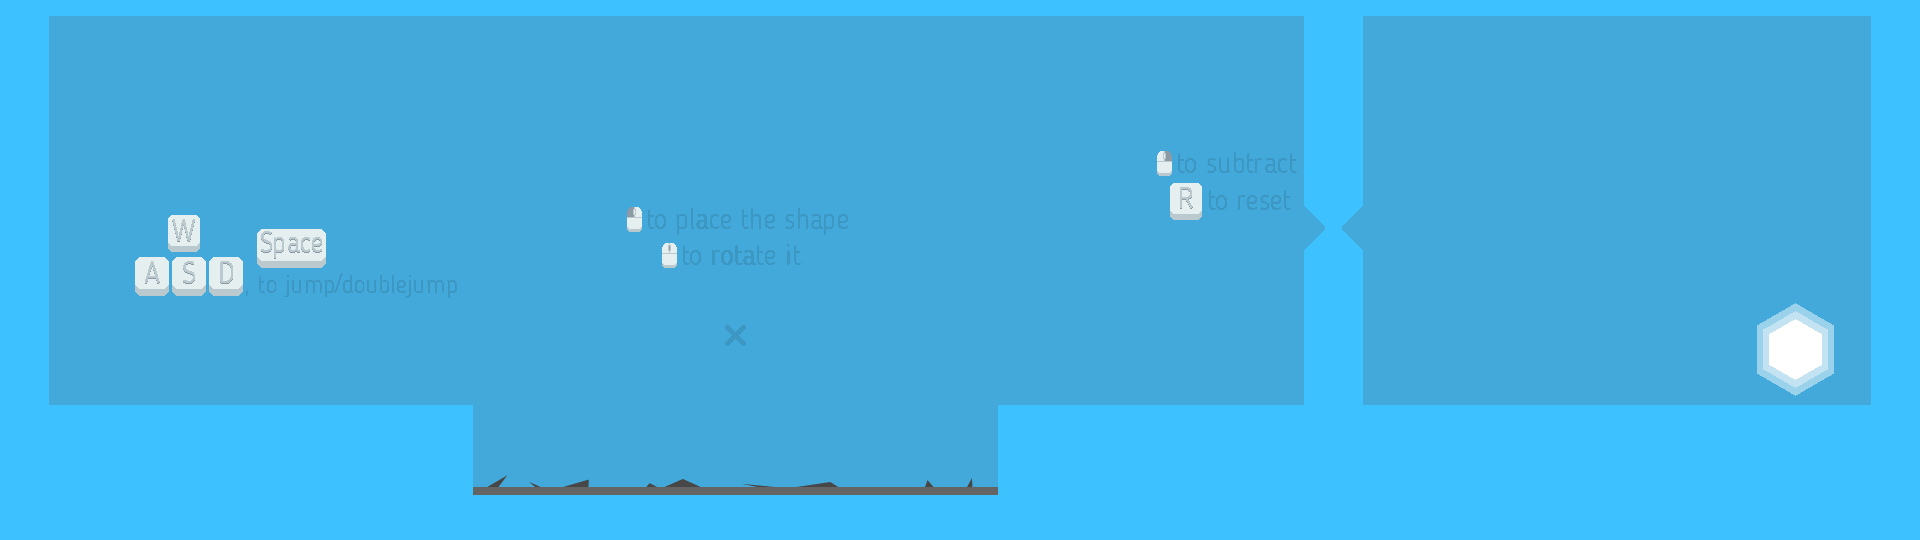 W
A S D Space
, to jump/doublejump
to place the shape
to rotate it
to subtract
R to reset